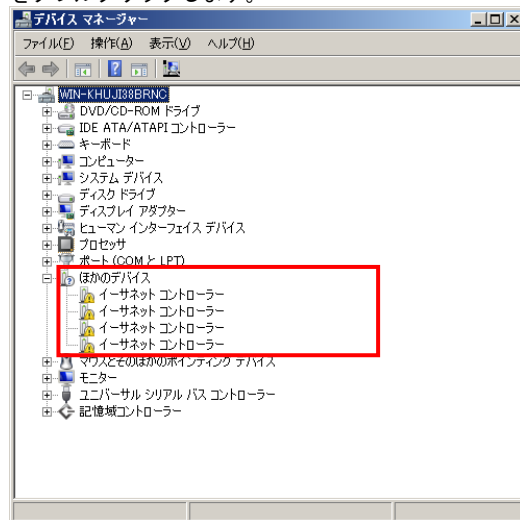 デバイス マネージャー
ファイル(F) 操作(A) 表示(V) ヘルプ(H)
WIN-KHUJI38BRNC
DVD/CD-ROM ドライブ
IDE ATA/ATAPI コントローラー
キーボード
コンピューター
システム デバイス
ディスク ドライブ
ディスプレイ アダプター
ヒューマン インターフェイス デバイス
プロセッサ
ポート (COM と LPT)
ほかのデバイス
イーサネット コントローラー
イーサネット コントローラー
イーサネット コントローラー
イーサネット コントローラー
マウスとそのほかのポインティング デバイス
モニター
ユニバーサル シリアル バス コントローラー
記憶域コントローラー